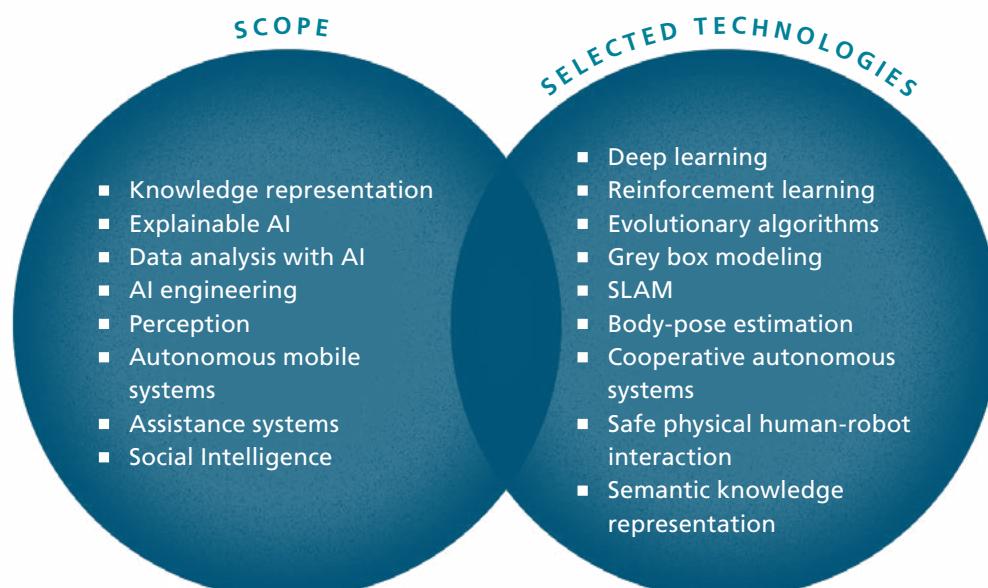 SCOPE
■ Knowledge representation
■ Explainable AI
■ Data analysis with AI
■ AI engineering
■ Perception
■ Autonomous mobile
systems
■ Assistance systems
■ Social Intelligence
SELECTED TECHNOLOGIES
■ Deep learning
■ Reinforcement learning
■ Evolutionary algorithms
■ Grey box modeling
■ SLAM
■ Body-pose estimation
■ Cooperative autonomous
systems
■ Safe physical human-robot
interaction
■ Semantic knowledge
representation